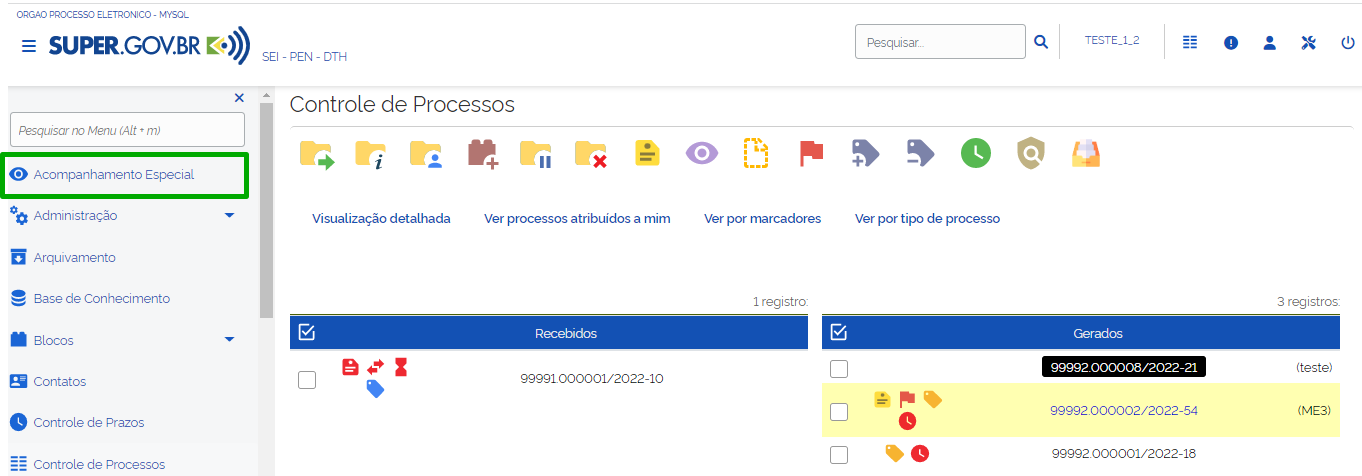 ORGAO PROCESSO ELETRONICO - MYSQL
SUPER.GOV.BR
SEI - PEN - DTH
Pesquisar...
TESTE_1_2
Pesquisar no Menu (Alt + m)
Acompanhamento Especial
Administração
Arquivamento
Base de Conhecimento
Blocos
Contatos
Controle de Prazos
Controle de Processos
Controle de Processos
Visualização detalhada Ver processos atribuídos a mim Ver por marcadores Ver por tipo de processo
1 registro:
Recebidos
99991.000001/2022-10
3 registros:
Gerados
99992.000008/2022-21 (teste)
99992.000002/2022-54 (ME3)
99992.000001/2022-18